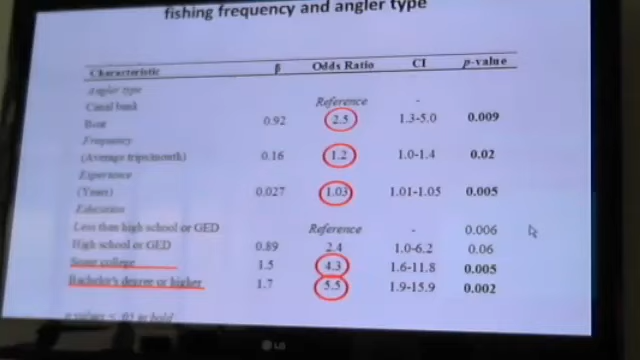 fishing frequency and angler type
Characteristic β Odds Ratio CI p-value
Angler type
Canal bank Reference -
Boat 0.92 2.5 1.3-5.0 0.009
Frequency
(Average trips/month) 0.16 1.2 1.0-1.4 0.02
Experience
(Years) 0.027 1.03 1.01-1.05 0.005
Education
Less than high school or GED Reference - 0.006
High school or GED 0.89 2.4 1.0-6.2 0.06
Some college 1.5 4.3 1.6-11.8 0.005
Bachelor's degree or higher 1.7 5.5 1.9-15.9 0.002
p values < .05 in bold
LG